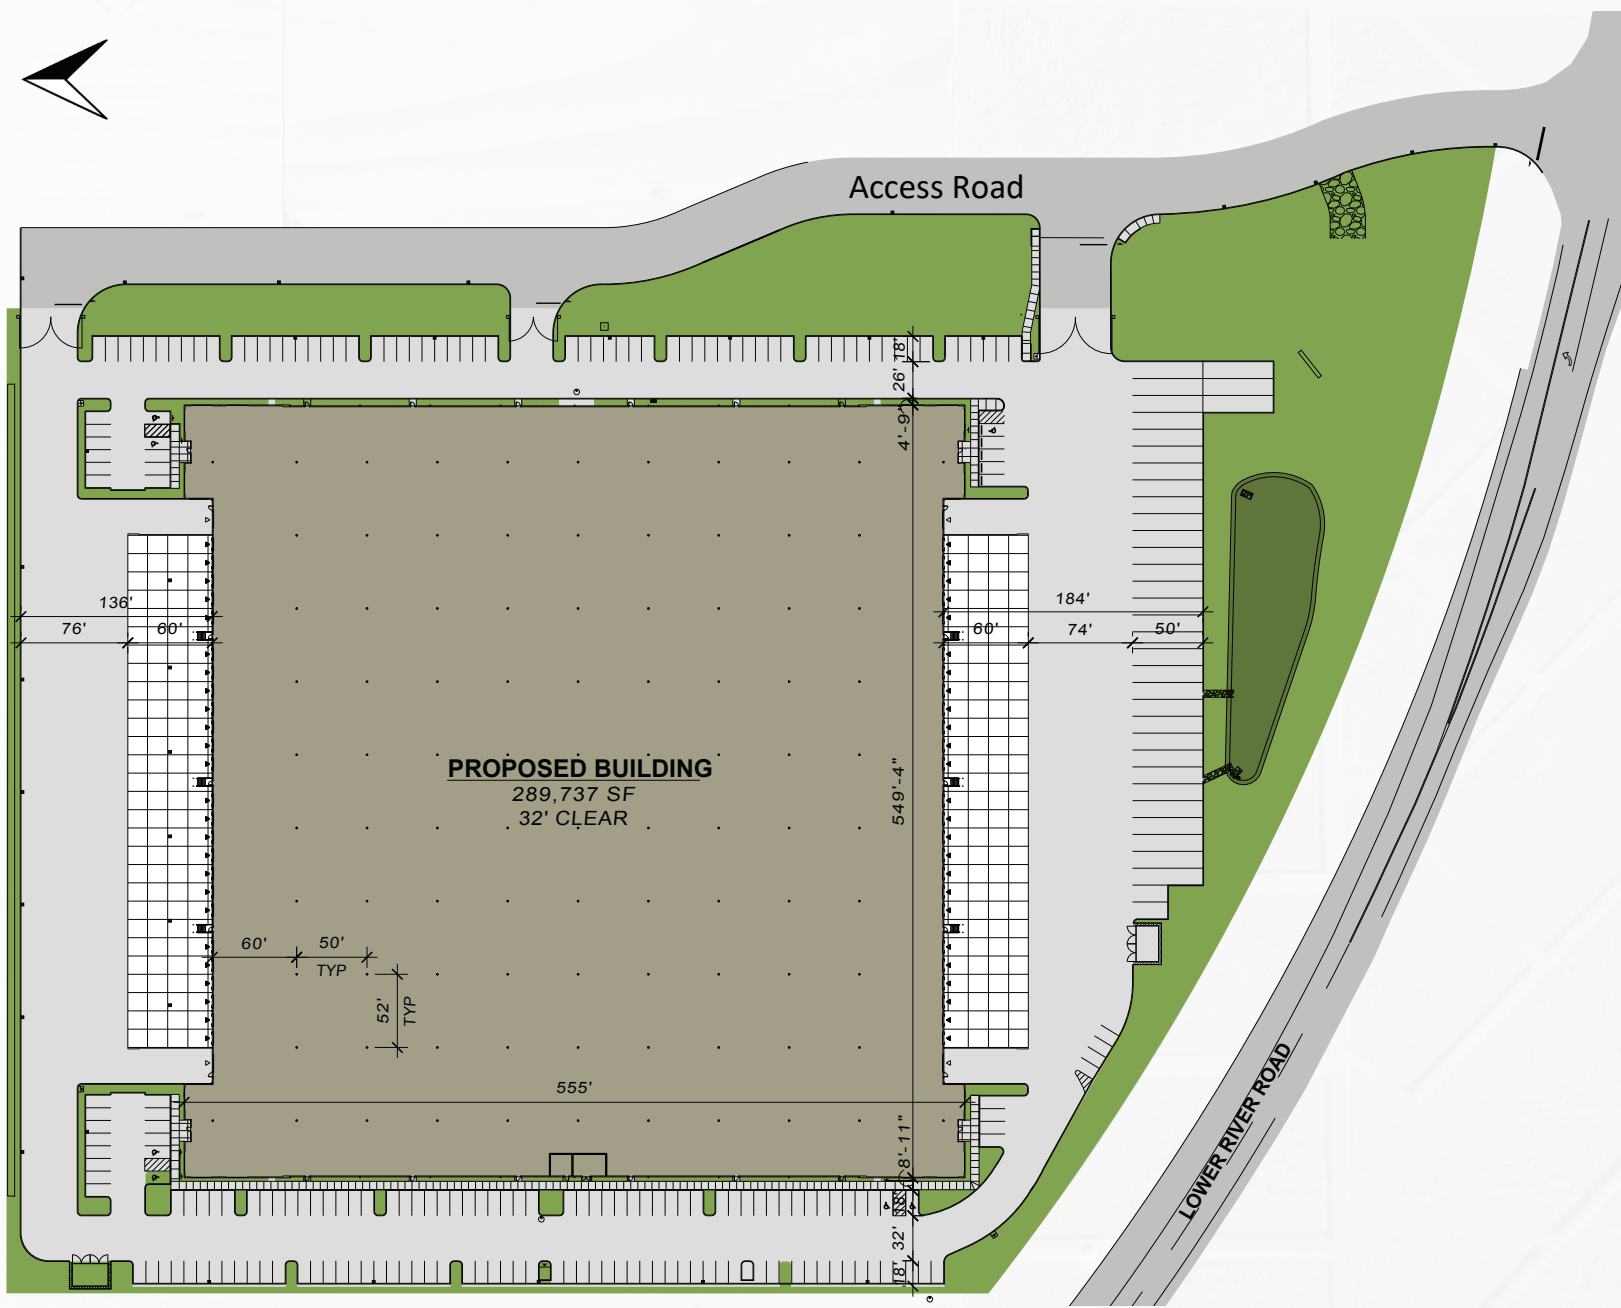 Access Road
18'
26'
4'-9"
136'
76'
60'
184'
60'
74'
50'
PROPOSED BUILDING
289,737 SF
32' CLEAR
549'-4"
60'
50'
TYP
52'
TYP
555'
8'-11"
18'
32'
18'
LOWER RIVER ROAD